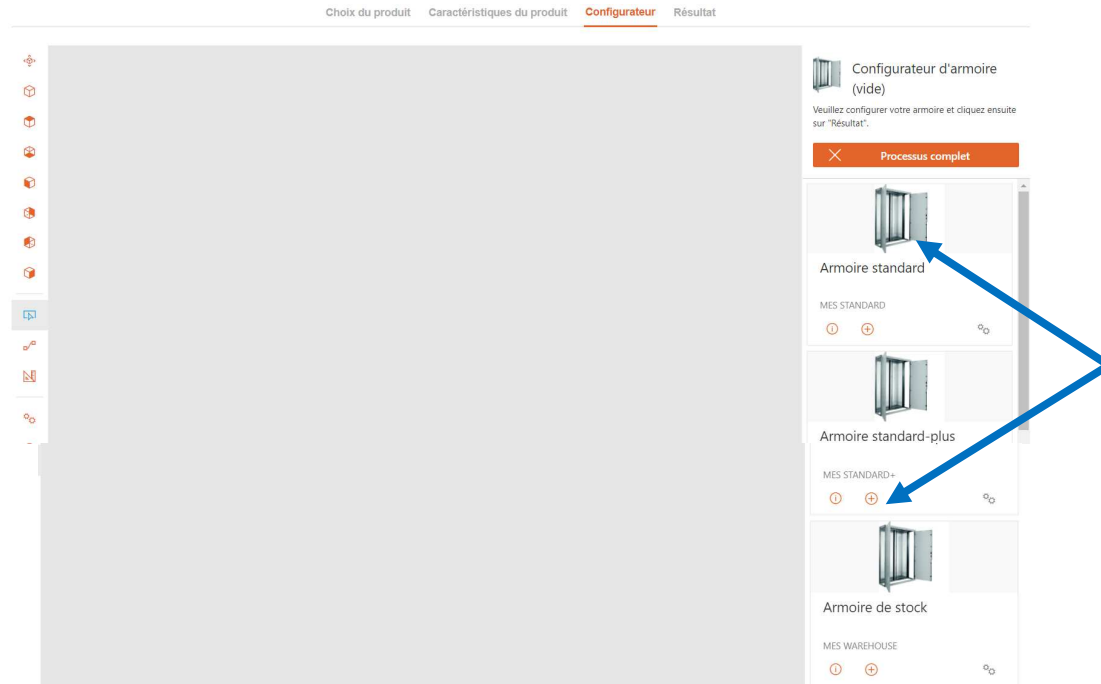 Choix du produit Caractéristiques du produit Configurateur Résultat
Configurateur d'armoire
(vide)
Veuillez configurer votre armoire et cliquez ensuite
sur "Résultat".
Processus complet
Armoire standard
MES STANDARD
Armoire standard-plus
MES STANDARD+
Armoire de stock
MES WAREHOUSE